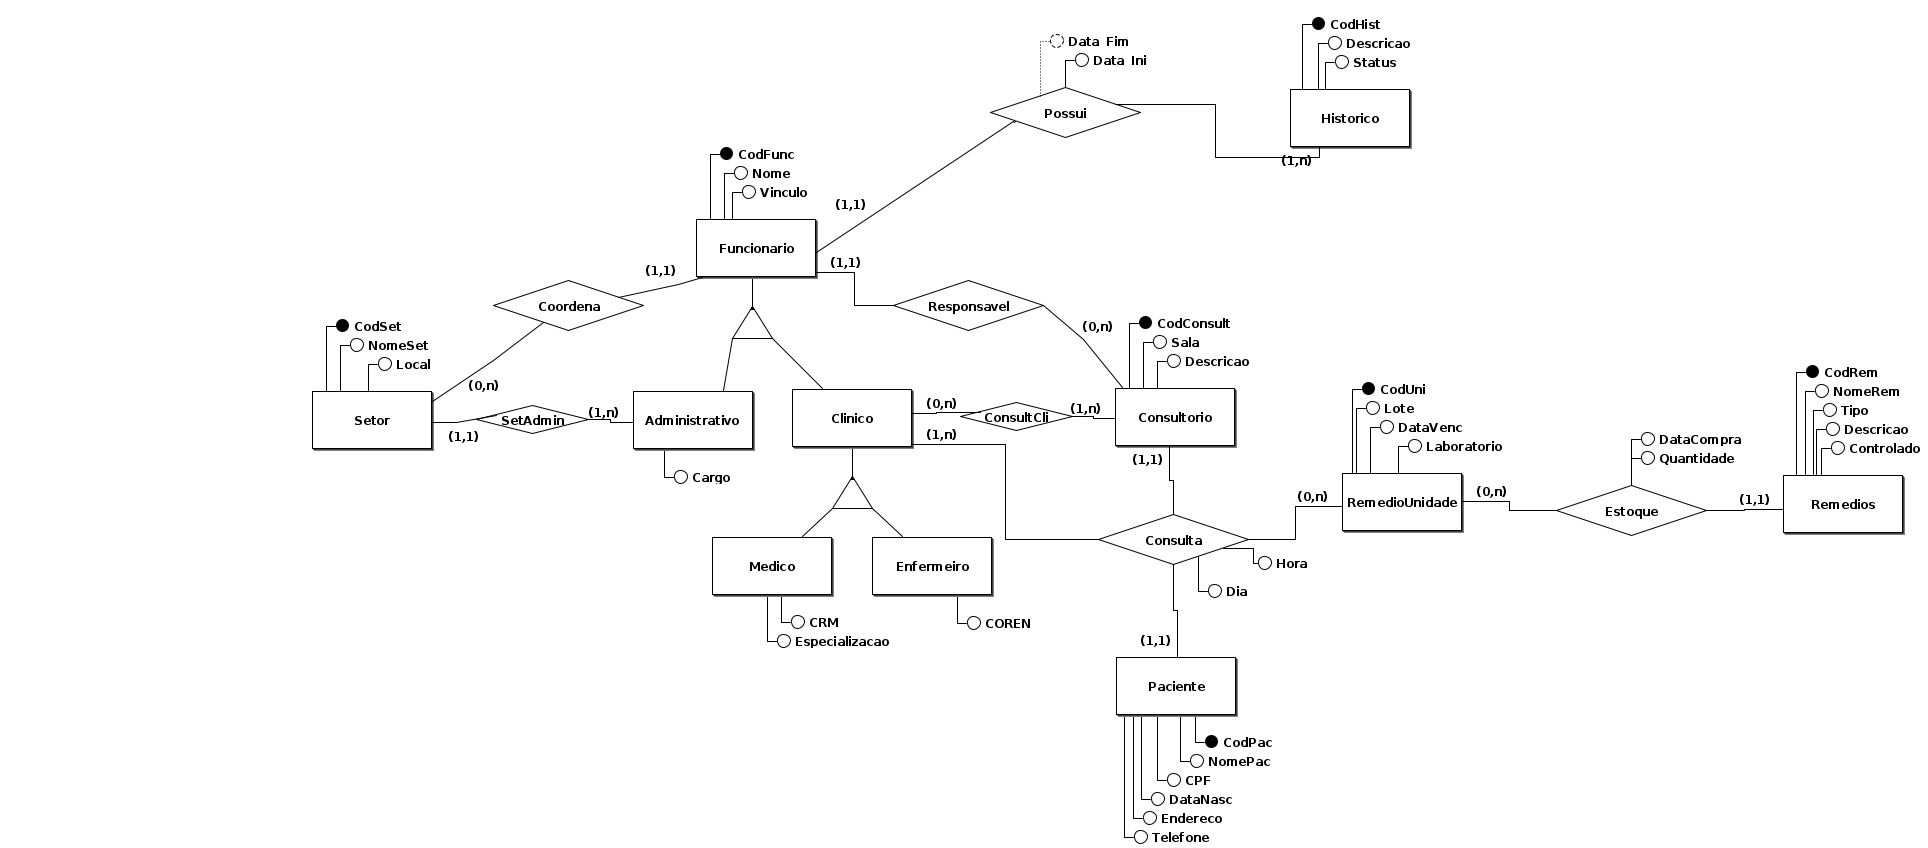 CodHist
Descricao
Status
Historico
(1,n)
Data Fim
Data Ini
Possui
(1,1)
CodFunc
Nome
Vinculo
Funcionario
(1,1)
(1,1)
Coordena
(0,n)
Responsavel
(0,n)
CodSet
NomeSet
Local
Setor
(1,1)
SetAdmin
(1,n)
Administrativo
Cargo
Clinico
(0,n)
ConsultCli
(1,n)
(1,n)
CodConsult
Sala
Descricao
Consultorio
(1,1)
Medico
CRM
Especializacao
Enfermeiro
COREN
Consulta
Hora
Dia
(0,n)
CodUni
Lote
DataVenc
Laboratorio
RemedioUnidade
(0,n)
DataCompra
Quantidade
Estoque
(1,1)
CodRem
NomeRem
Tipo
Descricao
Controlado
Remedios
(1,1)
Paciente
CodPac
NomePac
CPF
DataNasc
Endereco
Telefone